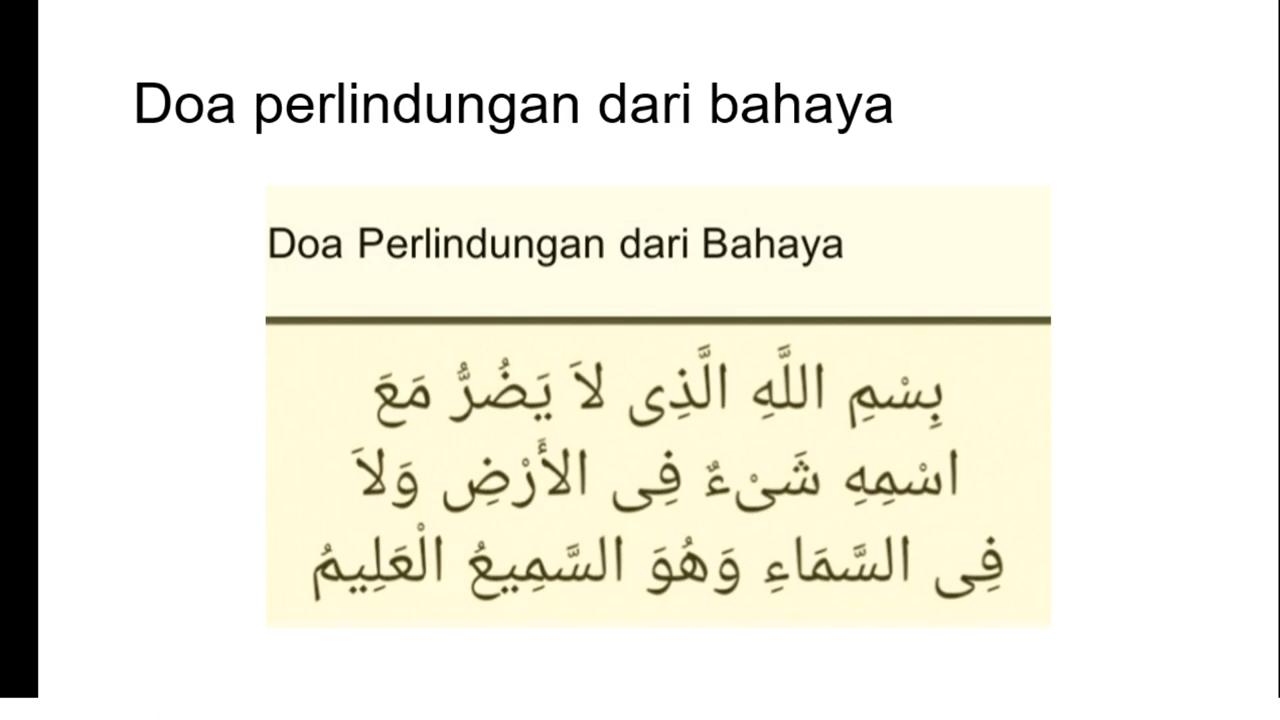 Doa perlindungan dari bahaya
Doa Perlindungan dari Bahaya
بِسْمِ اللَّهِ الَّذِى لاَ يَضُرُّ مَعَ
اسْمِهِ شَىْءٌ فِى الأَرْضِ وَلاَ
فِى السَّمَاءِ وَهُوَ السَّمِيعُ الْعَلِيمُ